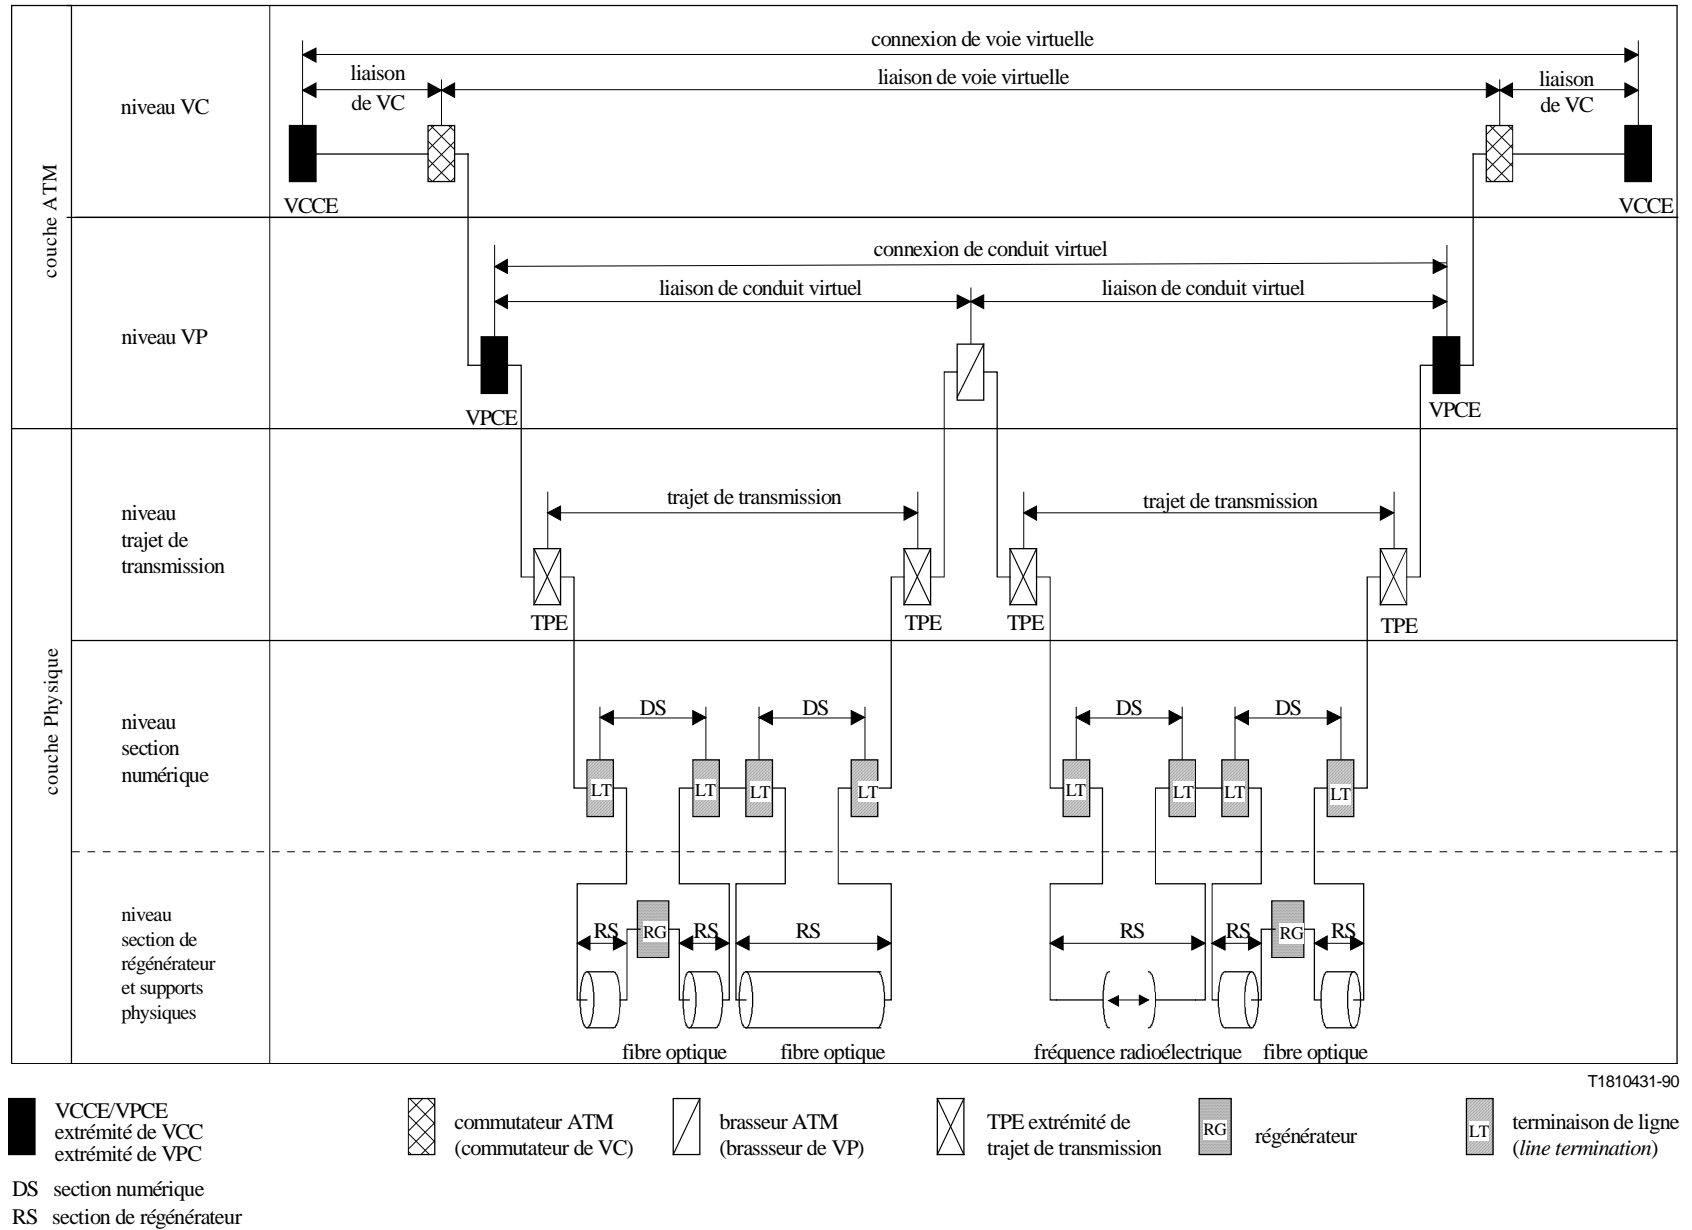 connexion de voie virtuelle
liaison
de VC
liaison de voie virtuelle
liaison
de VC
niveau VC
VCCE
VCCE
couche ATM
connexion de conduit virtuel
liaison de conduit virtuel
liaison de conduit virtuel
niveau VP
VPCE
VPCE
trajet de transmission
trajet de transmission
niveau
trajet de
transmission
TPE
TPE
TPE
TPE
couche Physique
DS
DS
DS
DS
niveau
section
numérique
LT
LT
LT
LT
LT
LT
LT
LT
niveau
section de
régénérateur
et supports
physiques
RS
RG
RS
RS
RS
RS
RG
RS
fibre optique
fibre optique
fréquence radioélectrique
fibre optique
T1810431-90
VCCE/VPCE
extrémité de VCC
extrémité de VPC
commutateur ATM
(commutateur de VC)
brasseur ATM
(brassseur de VP)
TPE extrémité de
trajet de transmission
RG
régénérateur
LT
terminaison de ligne
(line termination)
DS section numérique
RS section de régénérateur